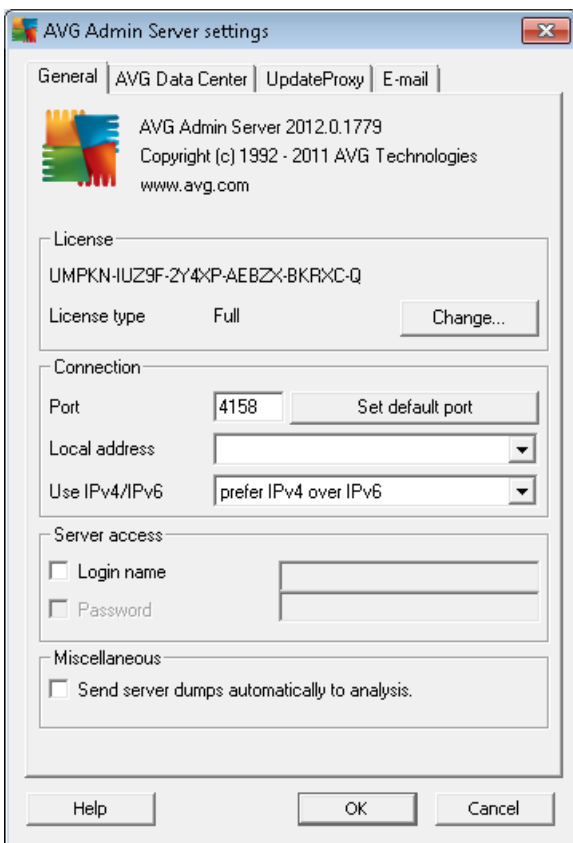 AVG Admin Server settings
General AVG Data Center UpdateProxy E-mail
AVG Admin Server 2012.0.1779
Copyright (c) 1992 - 2011 AVG Technologies
www.avg.com
License
UMPKN-IUZ9F-2Y4XP-AEBZX-BKRXC-Q
License type Full Change...
Connection
Port 4158 Set default port
Local address
Use IPv4/IPv6 prefer IPv4 over IPv6
Server access
Login name
Password
Miscellaneous
Send server dumps automatically to analysis.
Help OK Cancel